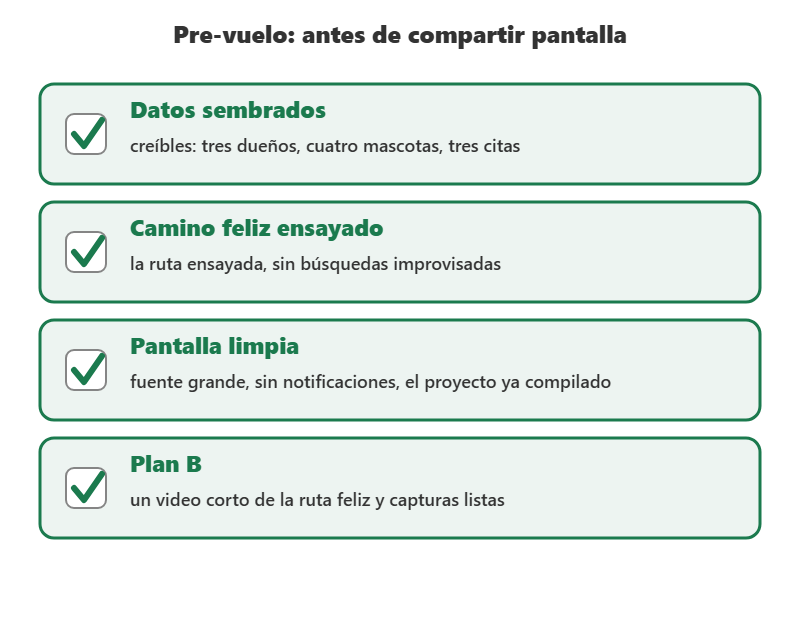 Pre-vuelo: antes de compartir pantalla
Datos sembrados
creíbles: tres dueños, cuatro mascotas, tres citas
Camino feliz ensayado
la ruta ensayada, sin búsquedas improvisadas
Pantalla limpia
fuente grande, sin notificaciones, el proyecto ya compilado
Plan B
un video corto de la ruta feliz y capturas listas